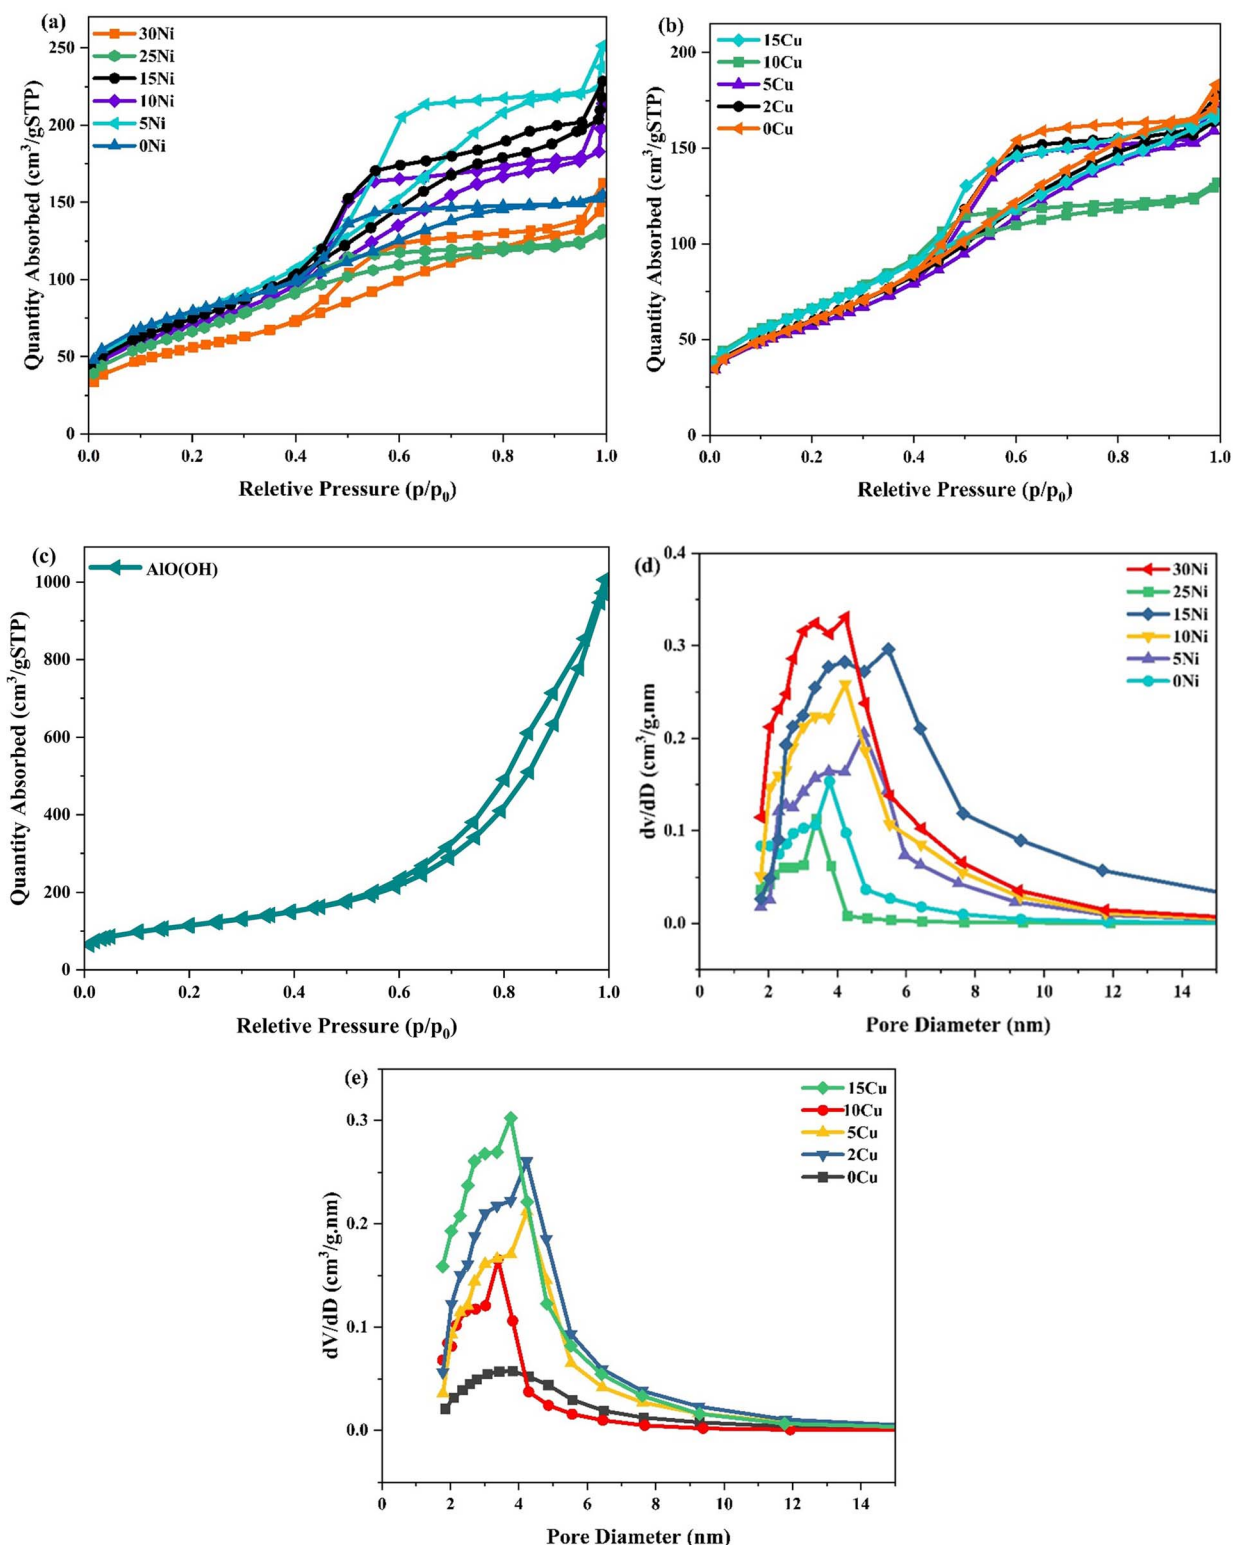 (a)
30Ni
25Ni
15Ni
10Ni
5Ni
0Ni
250
200
150
100
50
0
0.0 0.2 0.4 0.6 0.8 1.0
Quantity Absorbed (cm³/gSTP)
Reletive Pressure (p/p₀)
(b)
15Cu
10Cu
5Cu
2Cu
0Cu
200
150
100
50
0
0.0 0.2 0.4 0.6 0.8 1.0
Quantity Absorbed (cm³/gSTP)
Reletive Pressure (p/p₀)
(c)
AlO(OH)
1000
800
600
400
200
0
0.0 0.2 0.4 0.6 0.8 1.0
Quantity Absorbed (cm³/gSTP)
Reletive Pressure (p/p₀)
(d)
30Ni
25Ni
15Ni
10Ni
5Ni
0Ni
0.4
0.3
0.2
0.1
0.0
0 2 4 6 8 10 12 14
dv/dD (cm³/g.nm)
Pore Diameter (nm)
(e)
15Cu
10Cu
5Cu
2Cu
0Cu
0.3
0.2
0.1
0.0
0 2 4 6 8 10 12 14
dV/dD (cm³/g.nm)
Pore Diameter (nm)